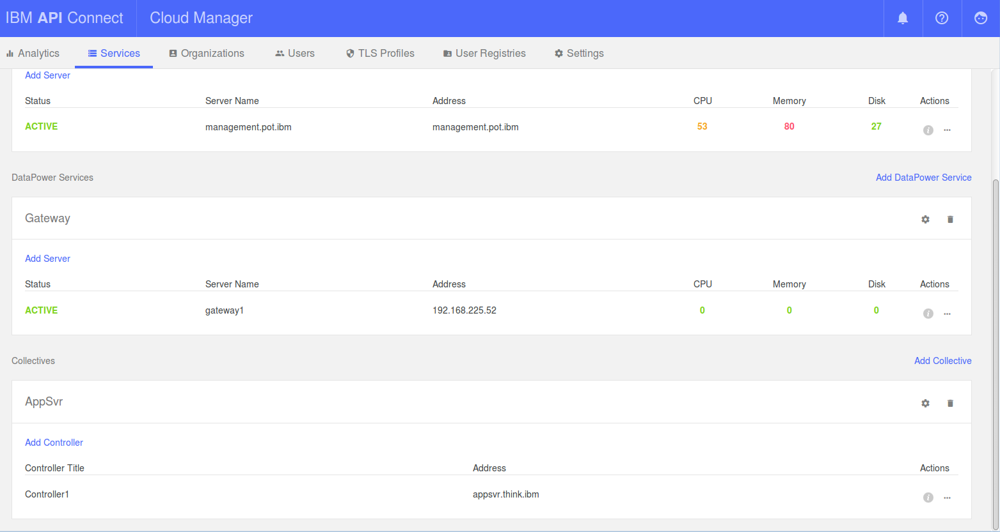 IBM API Connect Cloud Manager
Analytics Services Organizations Users TLS Profiles User Registries Settings
Add Server
Status Server Name Address CPU Memory Disk Actions
ACTIVE management.pot.ibm management.pot.ibm 53 80 27
DataPower Services Add DataPower Service
Gateway
Add Server
Status Server Name Address CPU Memory Disk Actions
ACTIVE gateway1 192.168.225.52 0 0 0
Collectives Add Collective
AppSvr
Add Controller
Controller Title Address Actions
Controller1 appsvr.think.ibm